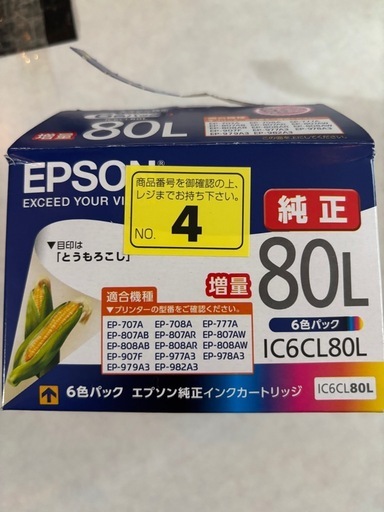 増量
80L
EPSON®
EXCEED YOUR VI
商品番号を御確認の上、
レジまでお持ち下さい。
NO. 4
純正
▼目印は
「とうもろこし」
増量
80L
適合機種
▼プリンターの型番をご確認ください。
EP-707A EP-708A EP-777A
EP-807AB EP-807AR EP-807AW
EP-808AB EP-808AR EP-808AW
EP-907F EP-977A3 EP-978A3
EP-979A3 EP-982A3
6色パック
IC6CL80L
6色パック エプソン純正インクカートリッジ
IC6CL80L